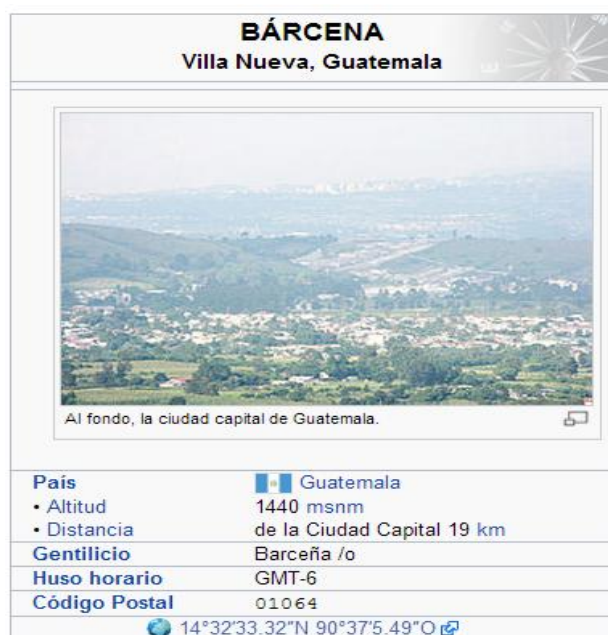 BÁRCENA
Villa Nueva, Guatemala
Al fondo, la ciudad capital de Guatemala.
País Guatemala
• Altitud 1440 msnm
• Distancia de la Ciudad Capital 19 km
Gentilicio Barceña /o
Huso horario GMT-6
Código Postal 01064
14°32'33.32"N 90°37'5.49"O